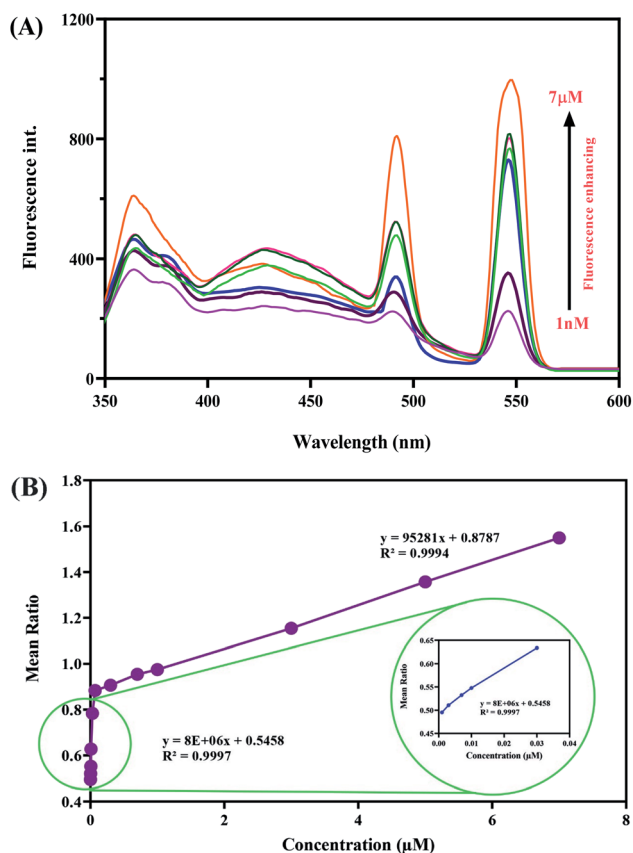 (A)
1200
800
400
0
Fluorescence int.
350
400
450
500
550
600
Wavelength (nm)
7μM
Fluorescence enhancing
1nM
(B)
1.8
1.6
1.4
1.2
1.0
0.8
0.6
0.4
Mean Ratio
0
2
4
6
8
Concentration (μM)
y = 95281x + 0.8787
R² = 0.9994
y = 8E+06x + 0.5458
R² = 0.9997
0.65
0.60
0.55
0.50
0.45
Mean Ratio
y = 8E+06x + 0.5458
R² = 0.9997
0.00
0.01
0.02
0.03
0.04
Concentration (μM)